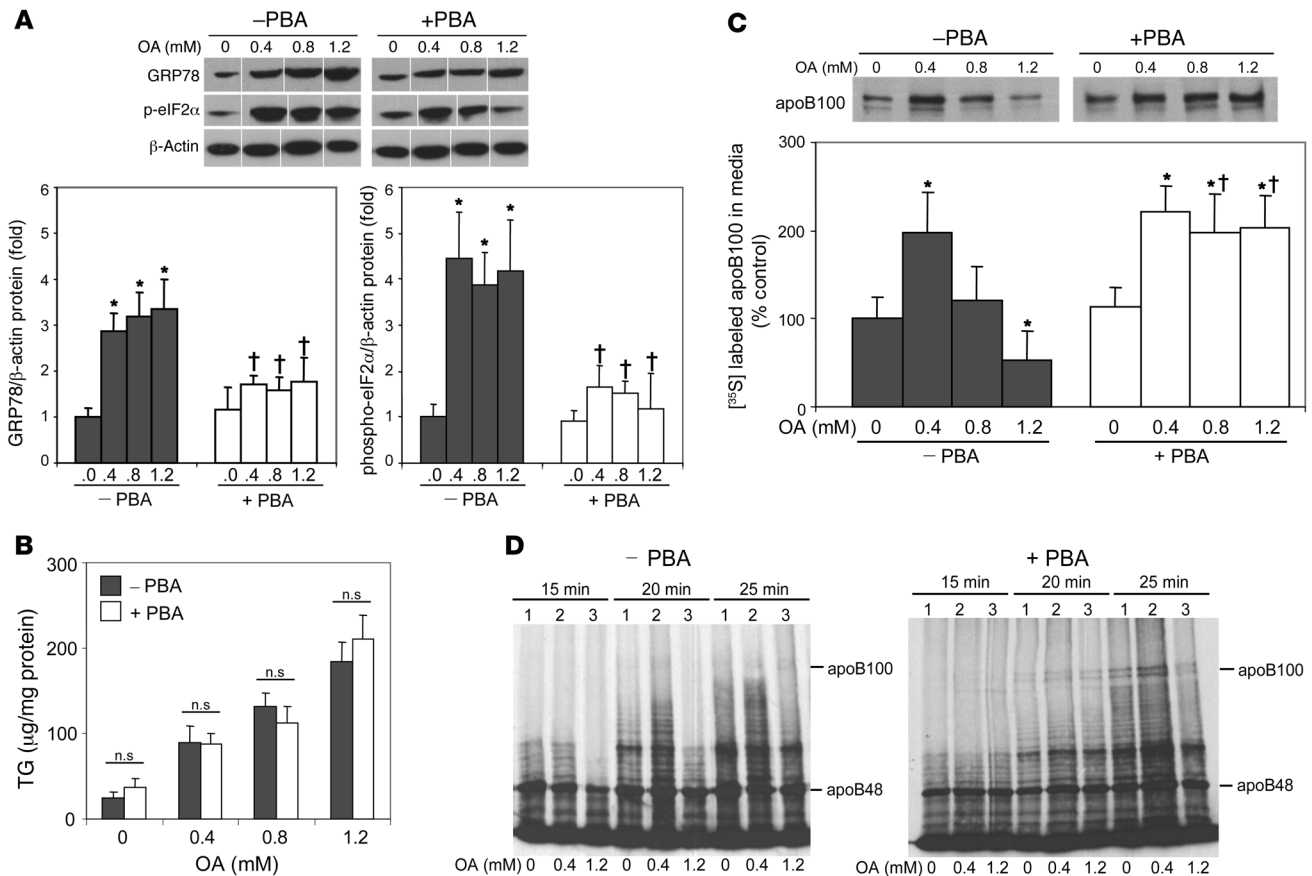 A
–PBA +PBA
OA (mM) 0 0.4 0.8 1.2 0 0.4 0.8 1.2
GRP78
p-eIF2α
β-Actin
GRP78/β-actin protein (fold)
6
5
4
3
2
1
0
* * *
† † †
.0 .4 .8 1.2 .0 .4 .8 1.2
– PBA + PBA
phospho-eIF2α/β-actin protein (fold)
6
5
4
3
2
1
0
* * *
† † †
.0 .4 .8 1.2 .0 .4 .8 1.2
– PBA + PBA
B
TG (μg/mg protein)
300
200
100
0
– PBA
+ PBA
n.s n.s n.s n.s
0 0.4 0.8 1.2
OA (mM)
C
–PBA +PBA
OA (mM) 0 0.4 0.8 1.2 0 0.4 0.8 1.2
apoB100
[³⁵S] labeled apoB100 in media
(% control)
300
200
100
0
* * * *† *†
OA (mM) 0 0.4 0.8 1.2 0 0.4 0.8 1.2
– PBA + PBA
D
– PBA
15 min 20 min 25 min
1 2 3 1 2 3 1 2 3
apoB100
apoB48
OA (mM) 0 0.4 1.2 0 0.4 1.2 0 0.4 1.2
+ PBA
15 min 20 min 25 min
1 2 3 1 2 3 1 2 3
apoB100
apoB48
OA (mM) 0 0.4 1.2 0 0.4 1.2 0 0.4 1.2